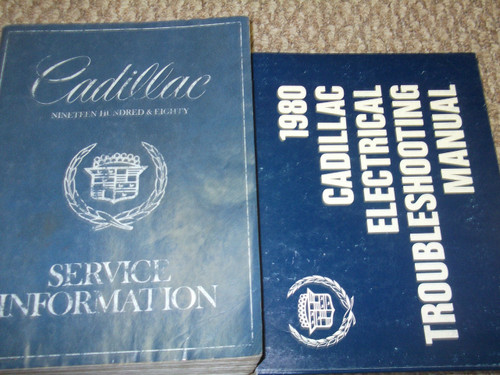 Cadillac
NINETEEN HUNDRED & EIGHTY
SERVICE
INFORMATION
1980
CADILLAC
ELECTRICAL
TROUBLESHOOTING
MANUAL